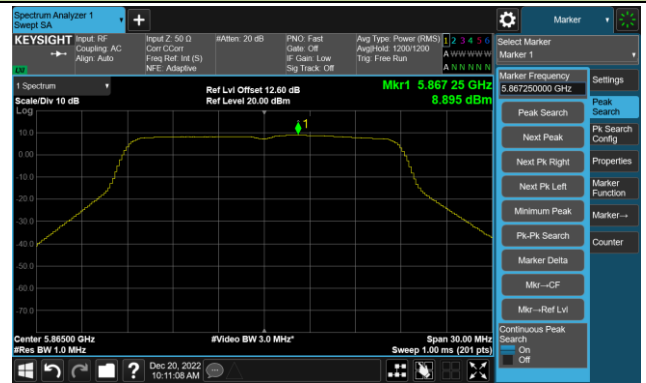 Spectrum Analyzer 1
Swept SA
Marker
KEYSIGHT Input: RF
Coupling: AC
Align: Auto
Input Z: 50 Ω
Corr CCorr
Freq Ref: Int (S)
NFE: Adaptive
#Atten: 20 dB
PNO: Fast
Gate: Off
IF Gain: Low
Sig Track: Off
Avg Type: Power (RMS)
Avg|Hold: 1200/1200
Trig: Free Run
1 2 3 4 5 6
A W W W W W
A N N N N N
LW
Select Marker
Marker 1
1 Spectrum
Scale/Div 10 dB
Log
Ref Lvl Offset 12.60 dB
Ref Level 20.00 dBm
Mkr1 5.867 25 GHz
8.895 dBm
1
10.0
0.00
-10.0
-20.0
-30.0
-40.0
-50.0
-60.0
-70.0
Center 5.86500 GHz
#Res BW 1.0 MHz
#Video BW 3.0 MHz*
Span 30.00 MHz
Sweep 1.00 ms (201 pts)
Marker Frequency
5.867250000 GHz
Peak Search
Next Peak
Next Pk Right
Next Pk Left
Minimum Peak
Pk-Pk Search
Marker Delta
Mkr→CF
Mkr→Ref Lvl
Continuous Peak
Search
On
Off
Settings
Peak
Search
Pk Search
Config
Properties
Marker
Function
Marker→
Counter
Dec 20, 2022
10:11:08 AM